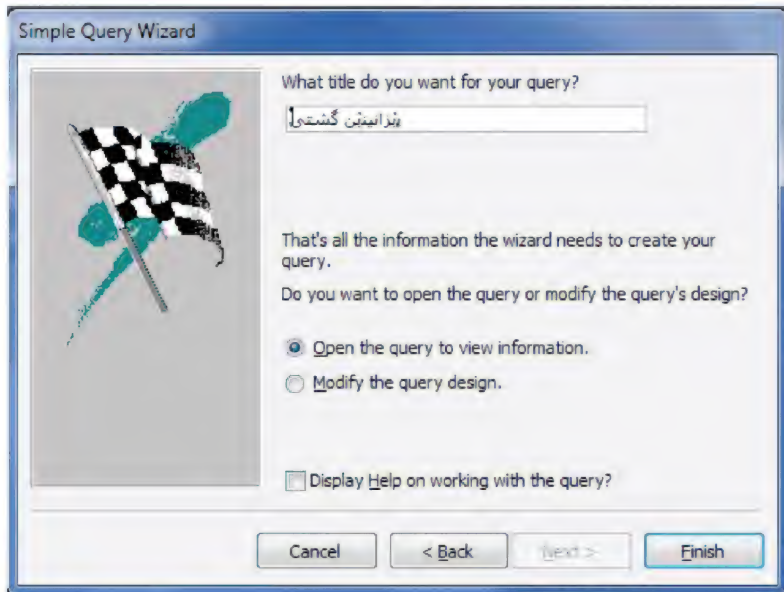 Simple Query Wizard
What title do you want for your query?
گشتی
That's all the information the wizard needs to create your
query.
Do you want to open the query or modify the query's design?
Open the query to view information.
Modify the query design.
Display Help on working with the query?
Cancel
< Back
Next >
Finish